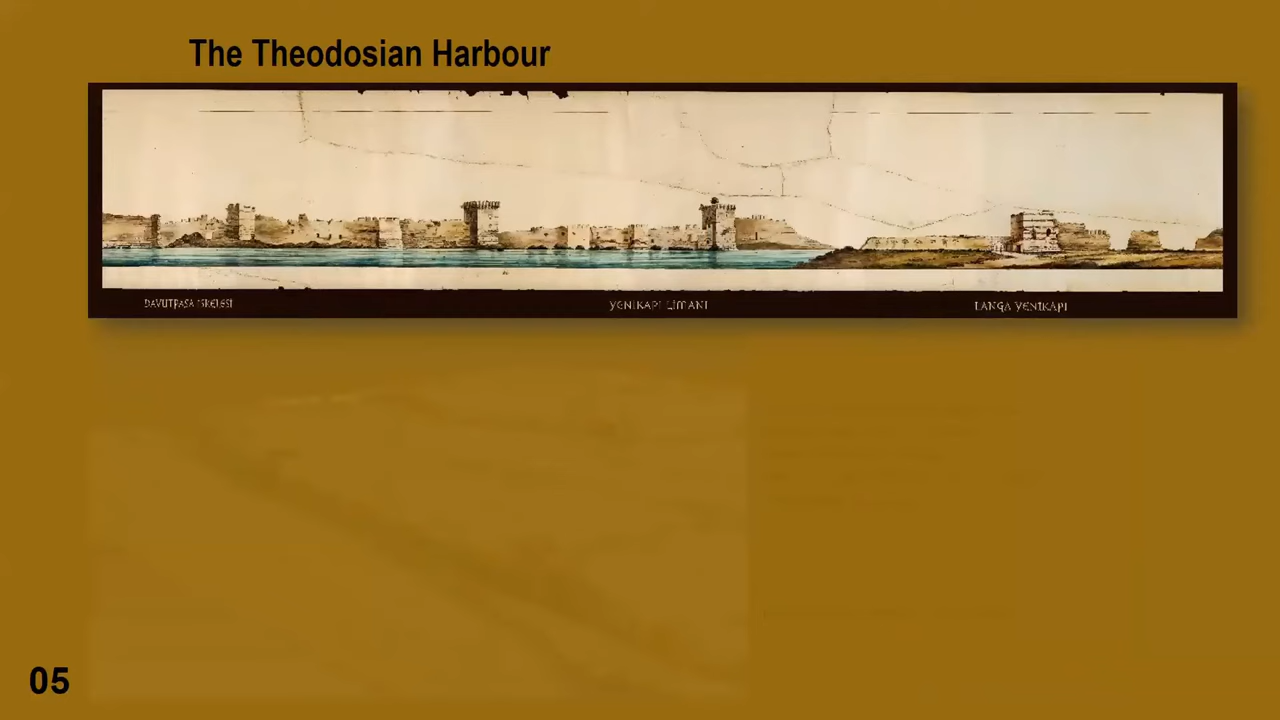 The Theodosian Harbour
DAVUTPAŞA İSKELESİ
YENİKAPI LİMANI
LANGA YENİKAPI
05